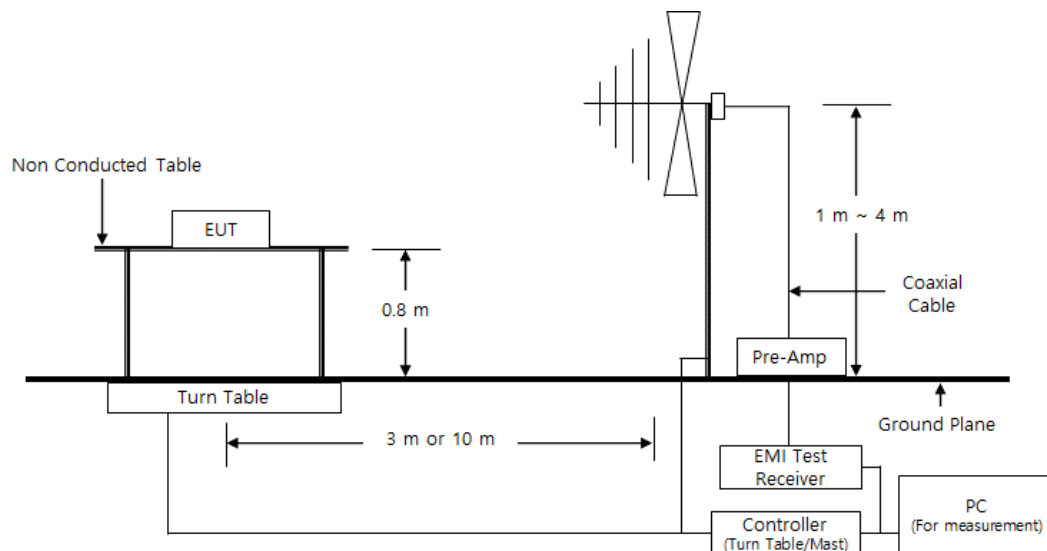 Non Conducted Table
EUT
0.8 m
1 m ~ 4 m
Coaxial
Cable
Pre-Amp
Turn Table
Ground Plane
3 m or 10 m
EMI Test
Receiver
Controller
(Turn Table/Mast)
PC
(For measurement)